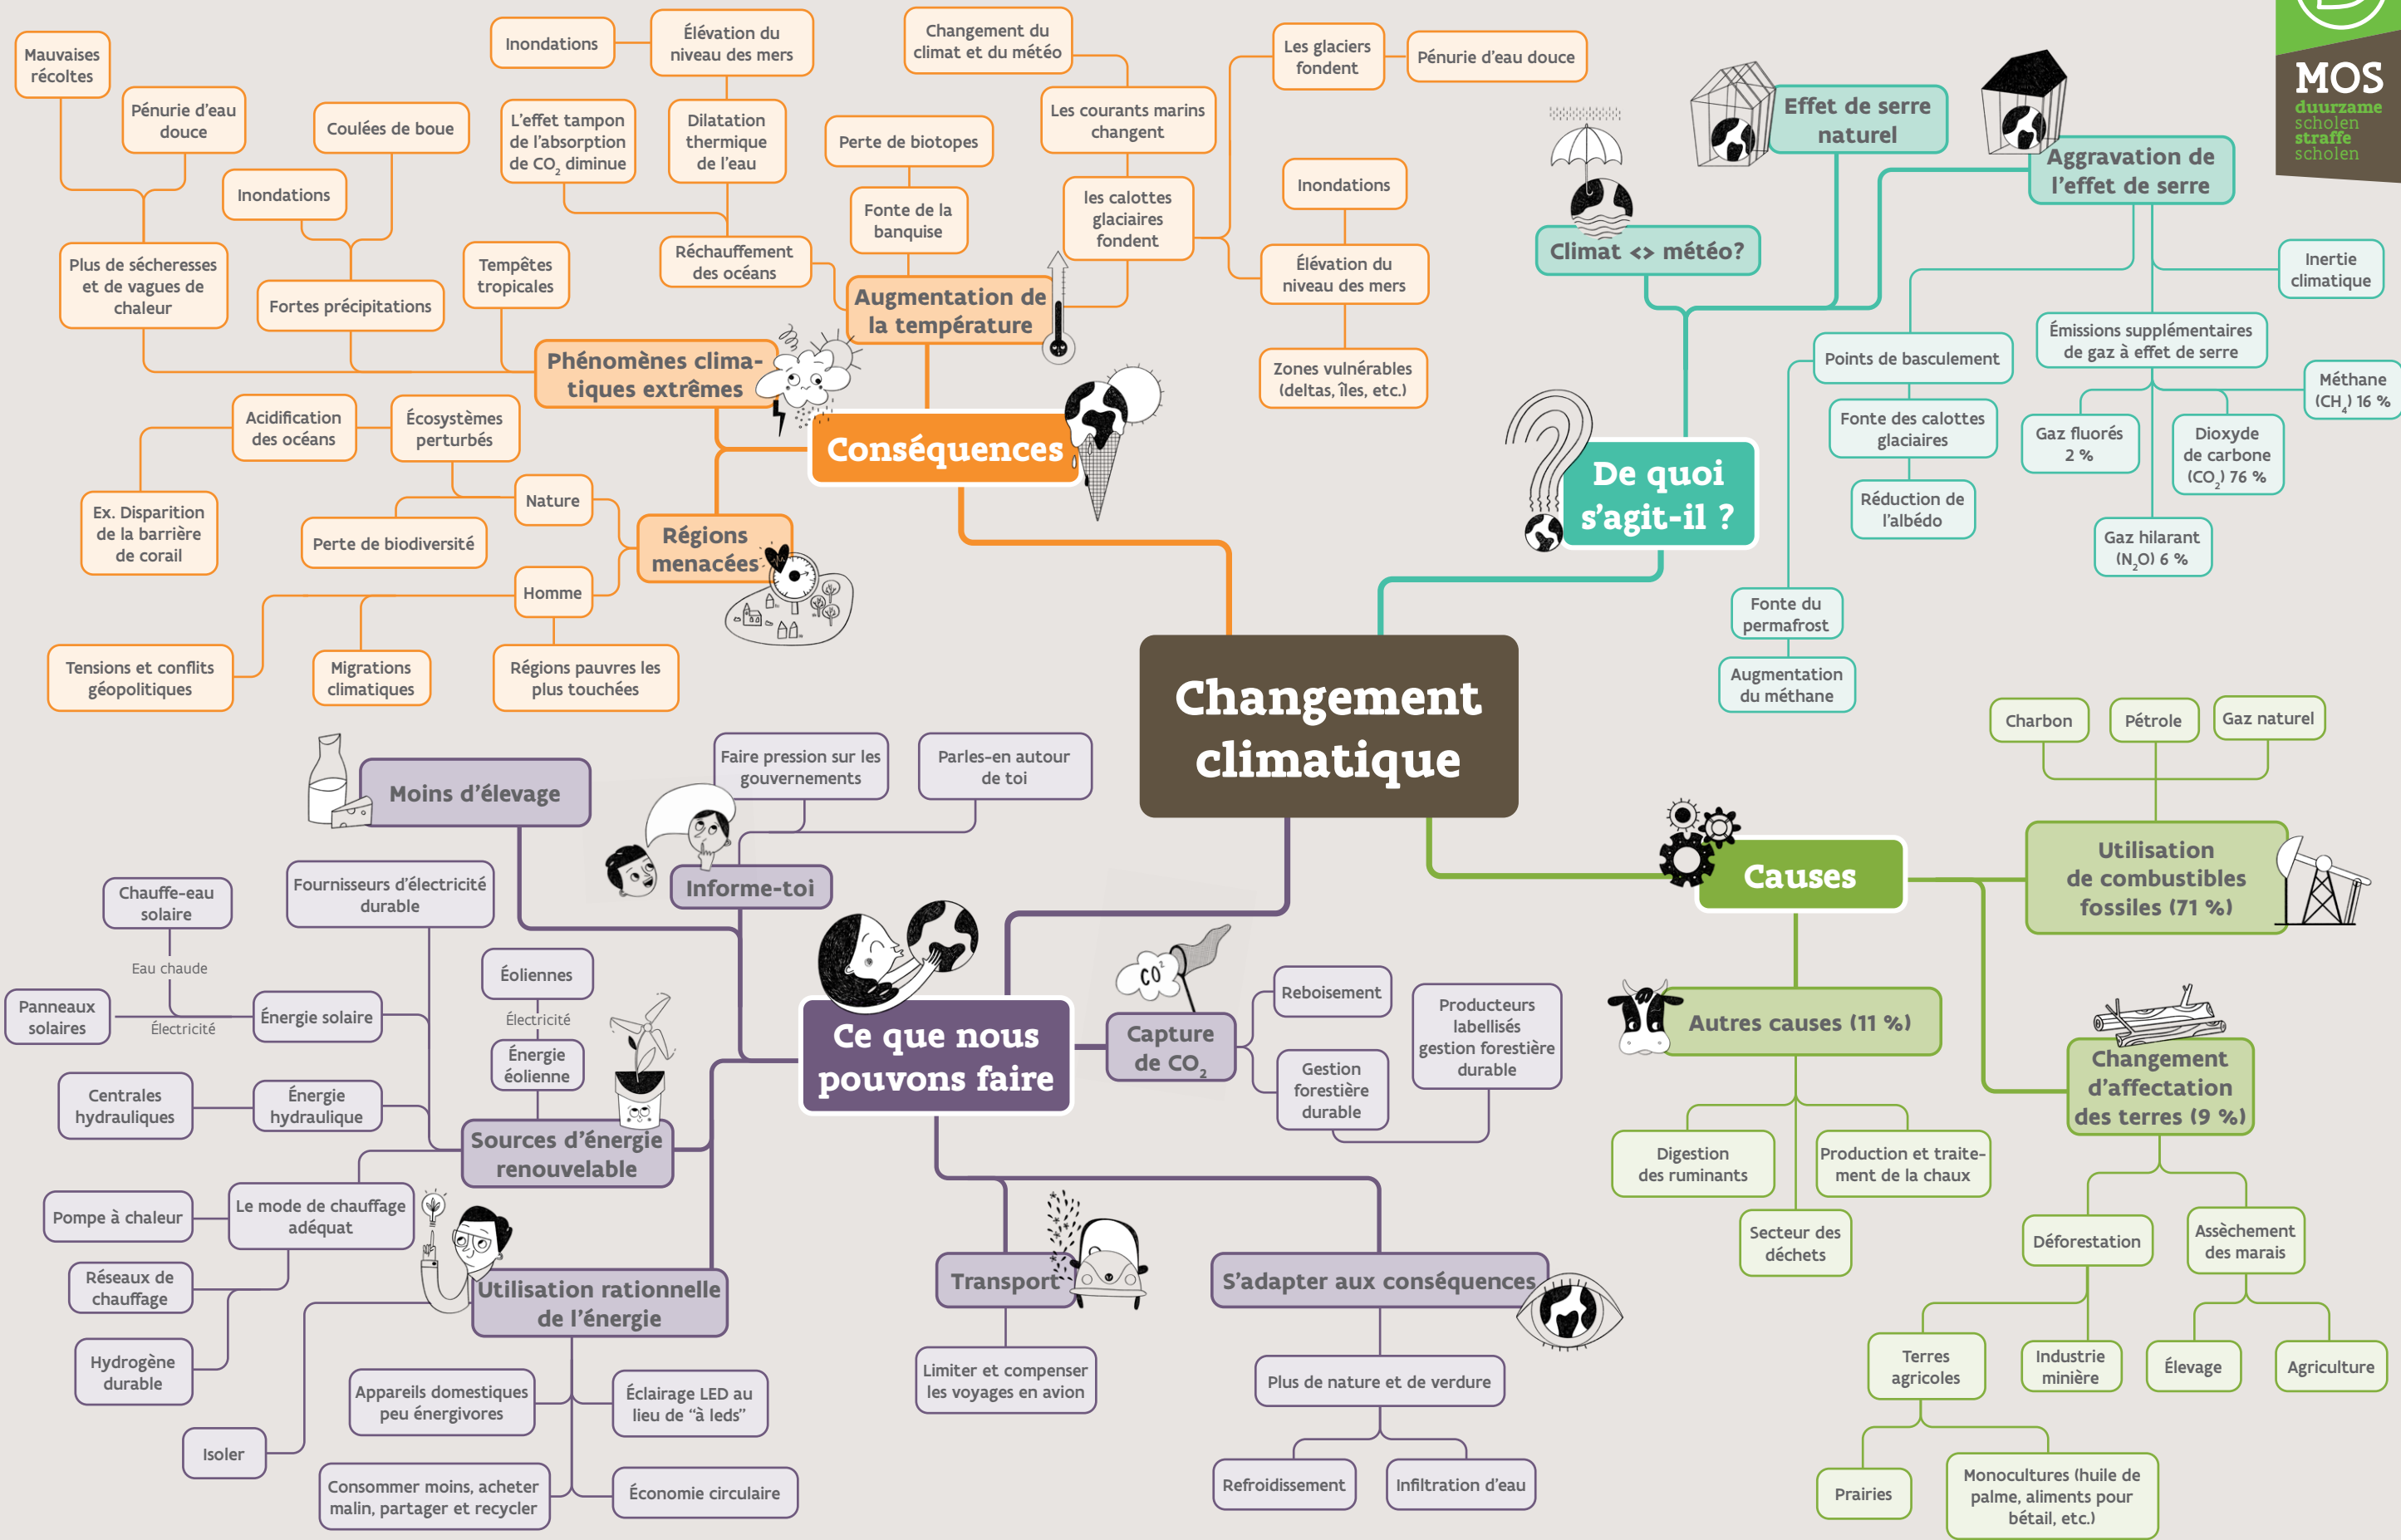 MOS
duurzame
scholen
straffe
scholen
Changement
climatique
Conséquences
Phénomènes clima-
tiques extrêmes
Plus de sécheresses
et de vagues de
chaleur
Mauvaises
récoltes
Pénurie d'eau
douce
Fortes précipitations
Inondations
Coulées de boue
Tempêtes
tropicales
Augmentation de
la température
Réchauffement
des océans
L'effet tampon
de l'absorption
de CO₂ diminue
Dilatation
thermique
de l'eau
Élévation du
niveau des mers
Inondations
Fonte de la
banquise
Perte de biotopes
les calottes
glaciaires
fondent
Les courants marins
changent
Changement du
climat et du météo
Les glaciers
fondent
Pénurie d'eau douce
Élévation du
niveau des mers
Inondations
Zones vulnérables
(deltas, îles, etc.)
Régions
menacées
Nature
Écosystèmes
perturbés
Acidification
des océans
Ex. Disparition
de la barrière
de corail
Perte de biodiversité
Homme
Tensions et conflits
géopolitiques
Migrations
climatiques
Régions pauvres les
plus touchées
De quoi
s'agit-il ?
Climat <> météo?
Effet de serre
naturel
Aggravation de
l'effet de serre
Inertie
climatique
Points de basculement
Fonte des calottes
glaciaires
Réduction de
l'albédo
Fonte du
permafrost
Augmentation
du méthane
Émissions supplémentaires
de gaz à effet de serre
Gaz fluorés
2 %
Gaz hilarant
(N₂O) 6 %
Dioxyde
de carbone
(CO₂) 76 %
Méthane
(CH₄) 16 %
Causes
Utilisation
de combustibles
fossiles (71 %)
Charbon
Pétrole
Gaz naturel
Autres causes (11 %)
Digestion
des ruminants
Secteur des
déchets
Production et traite-
ment de la chaux
Changement
d'affectation
des terres (9 %)
Déforestation
Terres
agricoles
Prairies
Monocultures (huile de
palme, aliments pour
bétail, etc.)
Industrie
minière
Assèchement
des marais
Élevage
Agriculture
Ce que nous
pouvons faire
Moins d'élevage
Informe-toi
Faire pression sur les
gouvernements
Parles-en autour
de toi
Capture
de CO₂
CO²
Reboisement
Gestion
forestière
durable
Producteurs
labellisés
gestion forestière
durable
Sources d'énergie
renouvelable
Fournisseurs d'électricité
durable
Énergie solaire
Eau chaude
Chauffe-eau
solaire
Électricité
Panneaux
solaires
Énergie
éolienne
Électricité
Éoliennes
Énergie
hydraulique
Centrales
hydrauliques
Le mode de chauffage
adéquat
Pompe à chaleur
Réseaux de
chauffage
Hydrogène
durable
Utilisation rationnelle
de l'énergie
Isoler
Appareils domestiques
peu énergivores
Éclairage LED au
lieu de “à leds”
Consommer moins, acheter
malin, partager et recycler
Économie circulaire
Transport
Limiter et compenser
les voyages en avion
S'adapter aux conséquences
Plus de nature et de verdure
Refroidissement
Infiltration d'eau